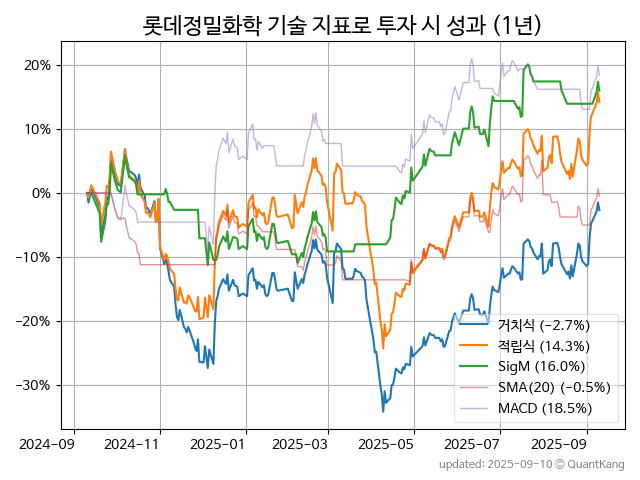 롯데정밀화학 기술 지표로 투자 시 성과 (1년)
20%
10%
0%
−10%
−20%
−30%
거치식 (−2.7%)
적립식 (14.3%)
SigM (16.0%)
SMA(20) (−0.5%)
MACD (18.5%)
2024-09
2024-11
2025-01
2025-03
2025-05
2025-07
2025-09
updated: 2025-09-10 © QuantKang